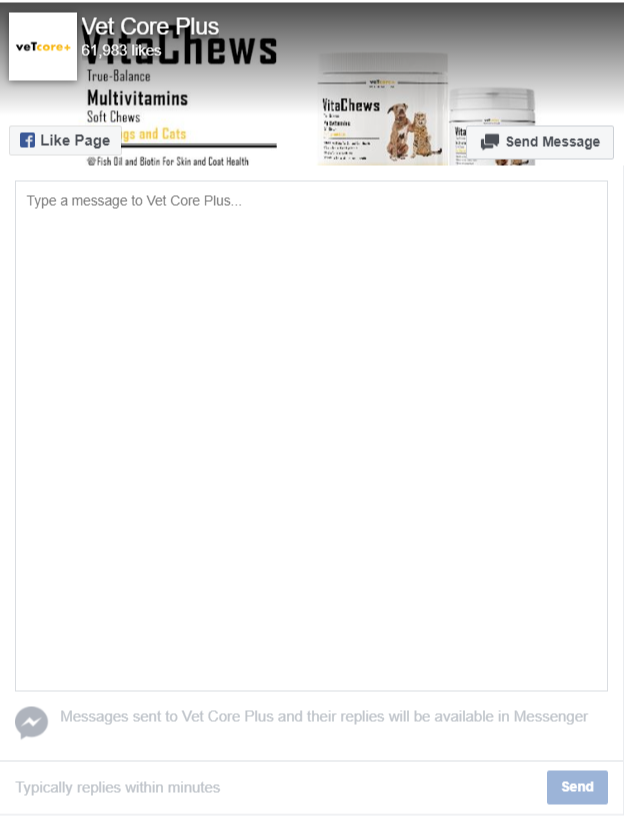 Vet Core Plus
61,983 likes
veTcore+
VitaChews
True-Balance
Multivitamins
Soft Chews
gs and Cats
Fish Oil and Biotin For Skin and Coat Health
VitaChews
Like Page
Send Message
Type a message to Vet Core Plus...
Messages sent to Vet Core Plus and their replies will be available in Messenger
Typically replies within minutes
Send